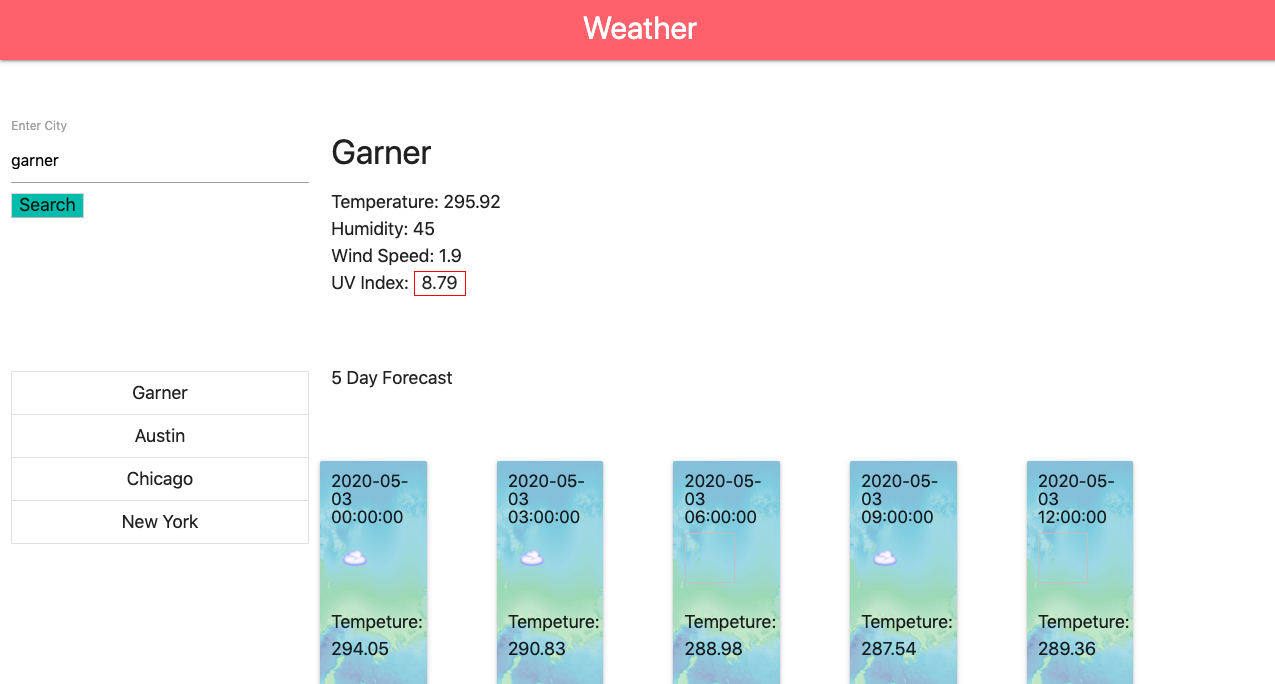 Weather
Enter City
garner
Search
Garner
Temperature: 295.92
Humidity: 45
Wind Speed: 1.9
UV Index: 8.79
Garner
Austin
Chicago
New York
5 Day Forecast
2020-05-
03
00:00:00
Tempeture:
294.05
2020-05-
03
03:00:00
Tempeture:
290.83
2020-05-
03
06:00:00
Tempeture:
288.98
2020-05-
03
09:00:00
Tempeture:
287.54
2020-05-
03
12:00:00
Tempeture:
289.36